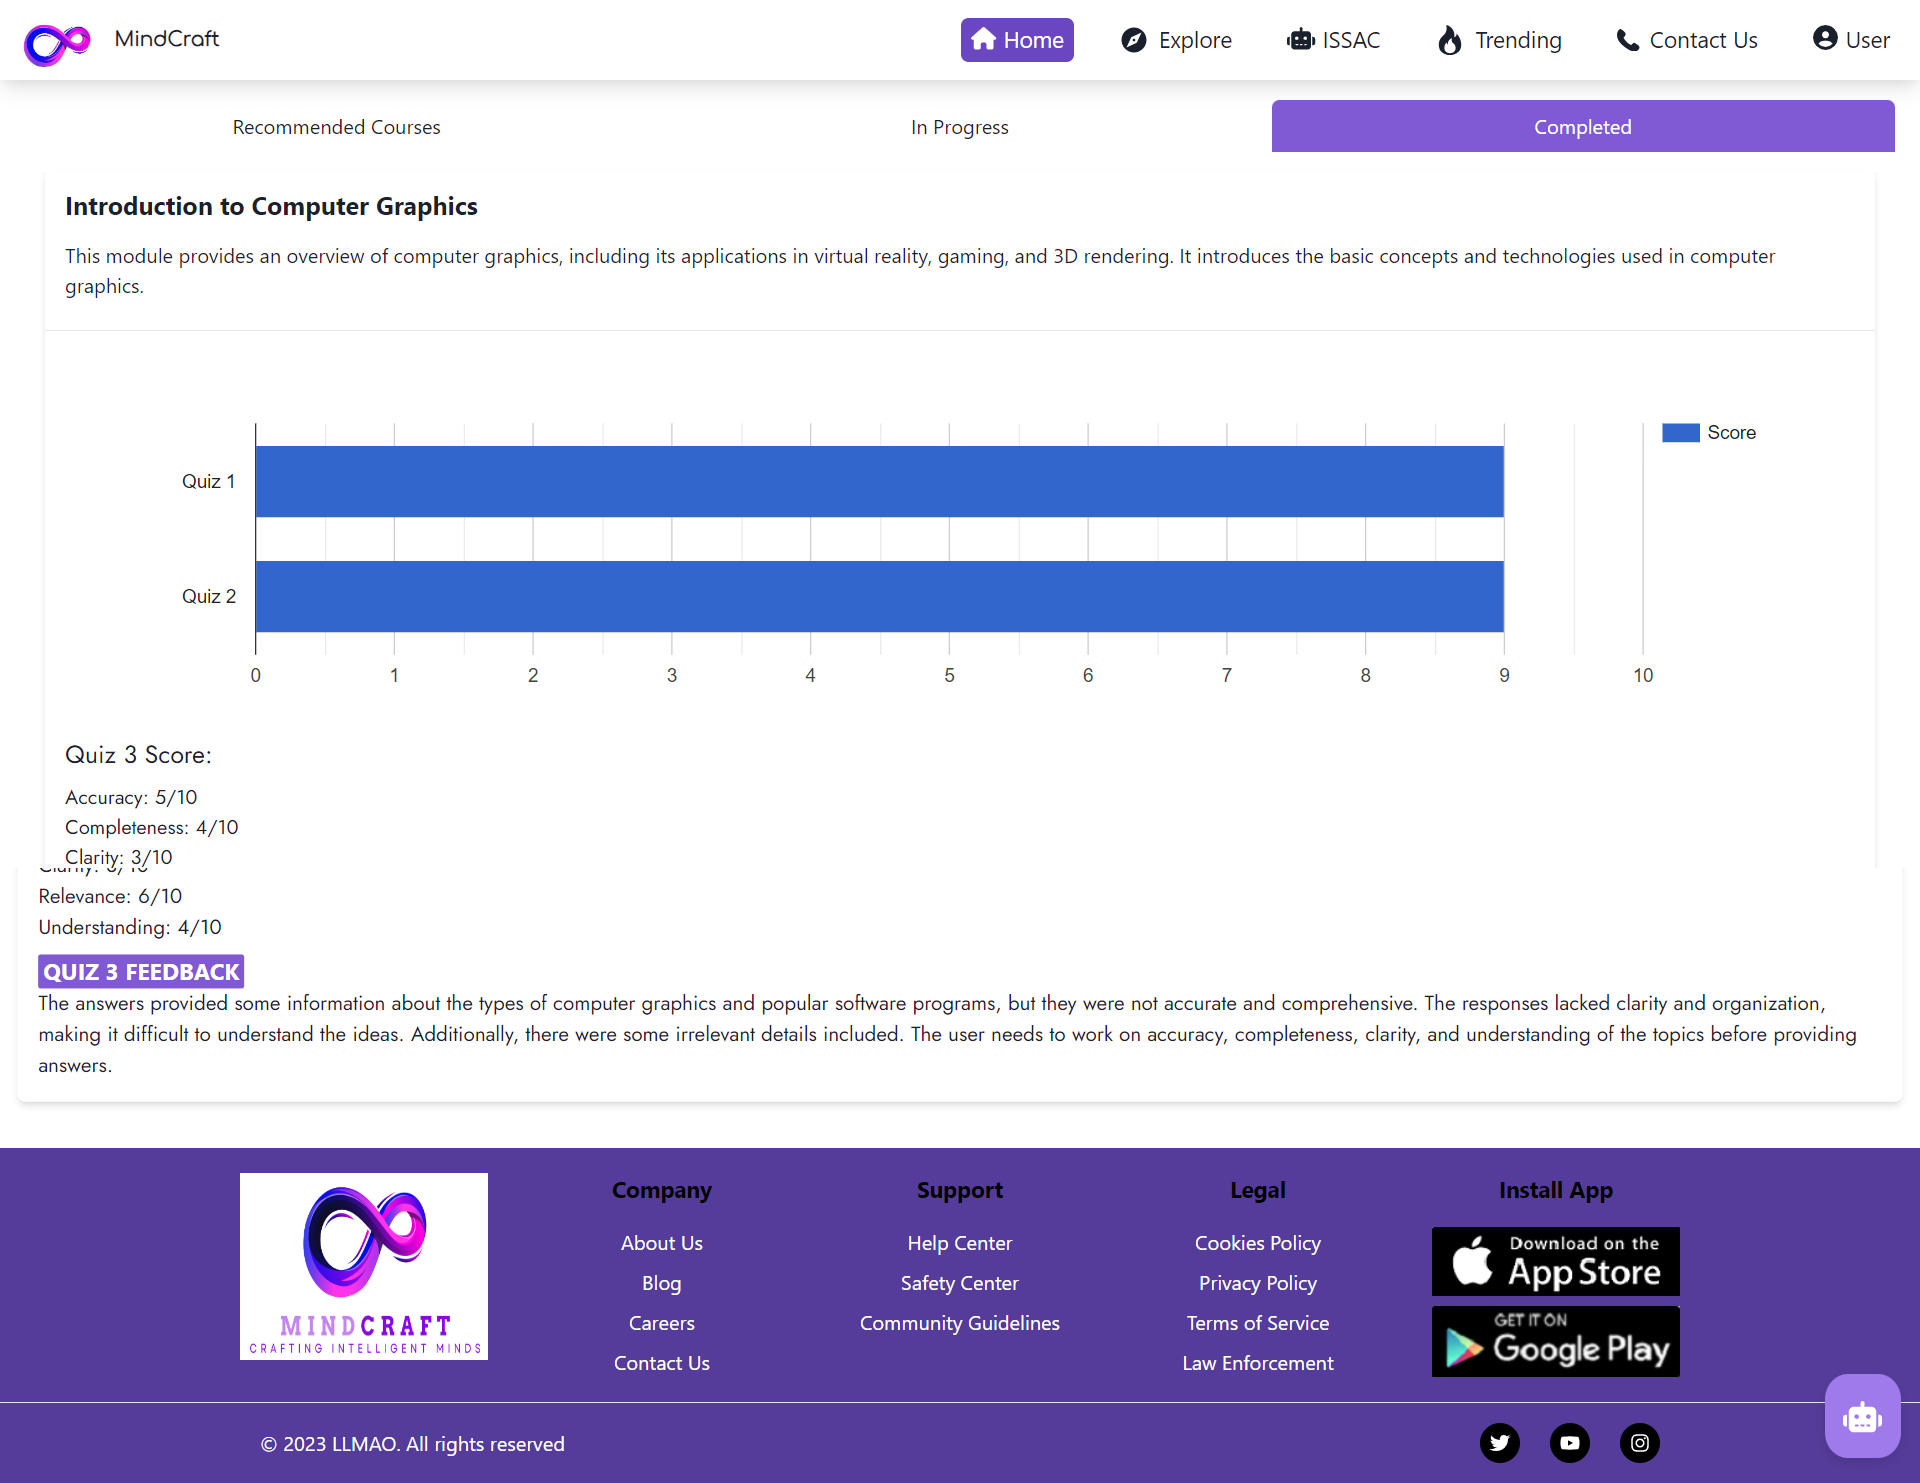 MindCraft
Home
Explore
ISSAC
Trending
Contact Us
User
Recommended Courses
In Progress
Completed
Introduction to Computer Graphics
This module provides an overview of computer graphics, including its applications in virtual reality, gaming, and 3D rendering. It introduces the basic concepts and technologies used in computer
graphics.
Score
Quiz 1
Quiz 2
0 1 2 3 4 5 6 7 8 9 10
Quiz 3 Score:
Accuracy: 5/10
Completeness: 4/10
Clarity: 3/10
Relevance: 6/10
Understanding: 4/10
QUIZ 3 FEEDBACK
The answers provided some information about the types of computer graphics and popular software programs, but they were not accurate and comprehensive. The responses lacked clarity and organization,
making it difficult to understand the ideas. Additionally, there were some irrelevant details included. The user needs to work on accuracy, completeness, clarity, and understanding of the topics before providing
answers.
MINDCRAFT
CRAFTING INTELLIGENT MINDS
Company
About Us
Blog
Careers
Contact Us
Support
Help Center
Safety Center
Community Guidelines
Legal
Cookies Policy
Privacy Policy
Terms of Service
Law Enforcement
Install App
Download on the
App Store
GET IT ON
Google Play
© 2023 LLMAO. All rights reserved